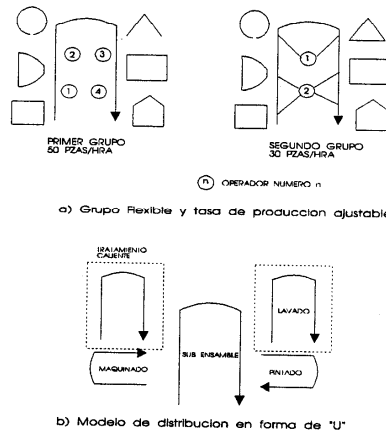 2 3
1 4
PRIMER GRUPO
50 PZAS/HRA
1
2
SEGUNDO GRUPO
30 PZAS/HRA
n OPERADOR NUMERO n
a) Grupo Flexible y tasa de produccion ajustable
TRATAMIENTO
CALIENTE
MAQUINADO
SUB ENSAMBLE
LAVADO
PINTADO
b) Modelo de distribucion en forma de "U"